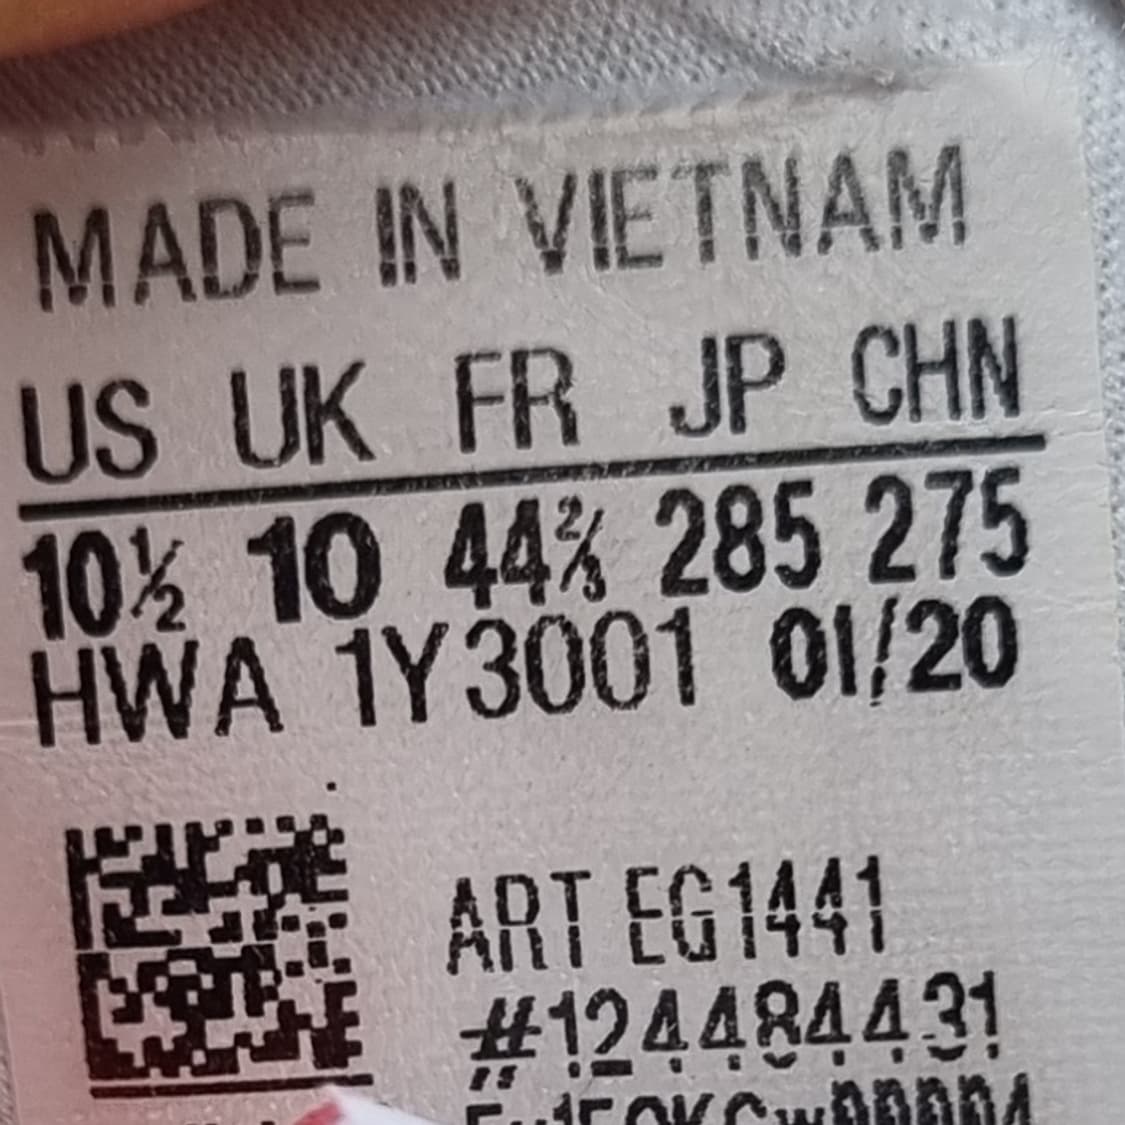 MADE IN VIETNAM
US UK FR JP CHN
10½ 10 44⅔ 285 275
HWA 1Y3001 01/20
ART EG1441
#124484431